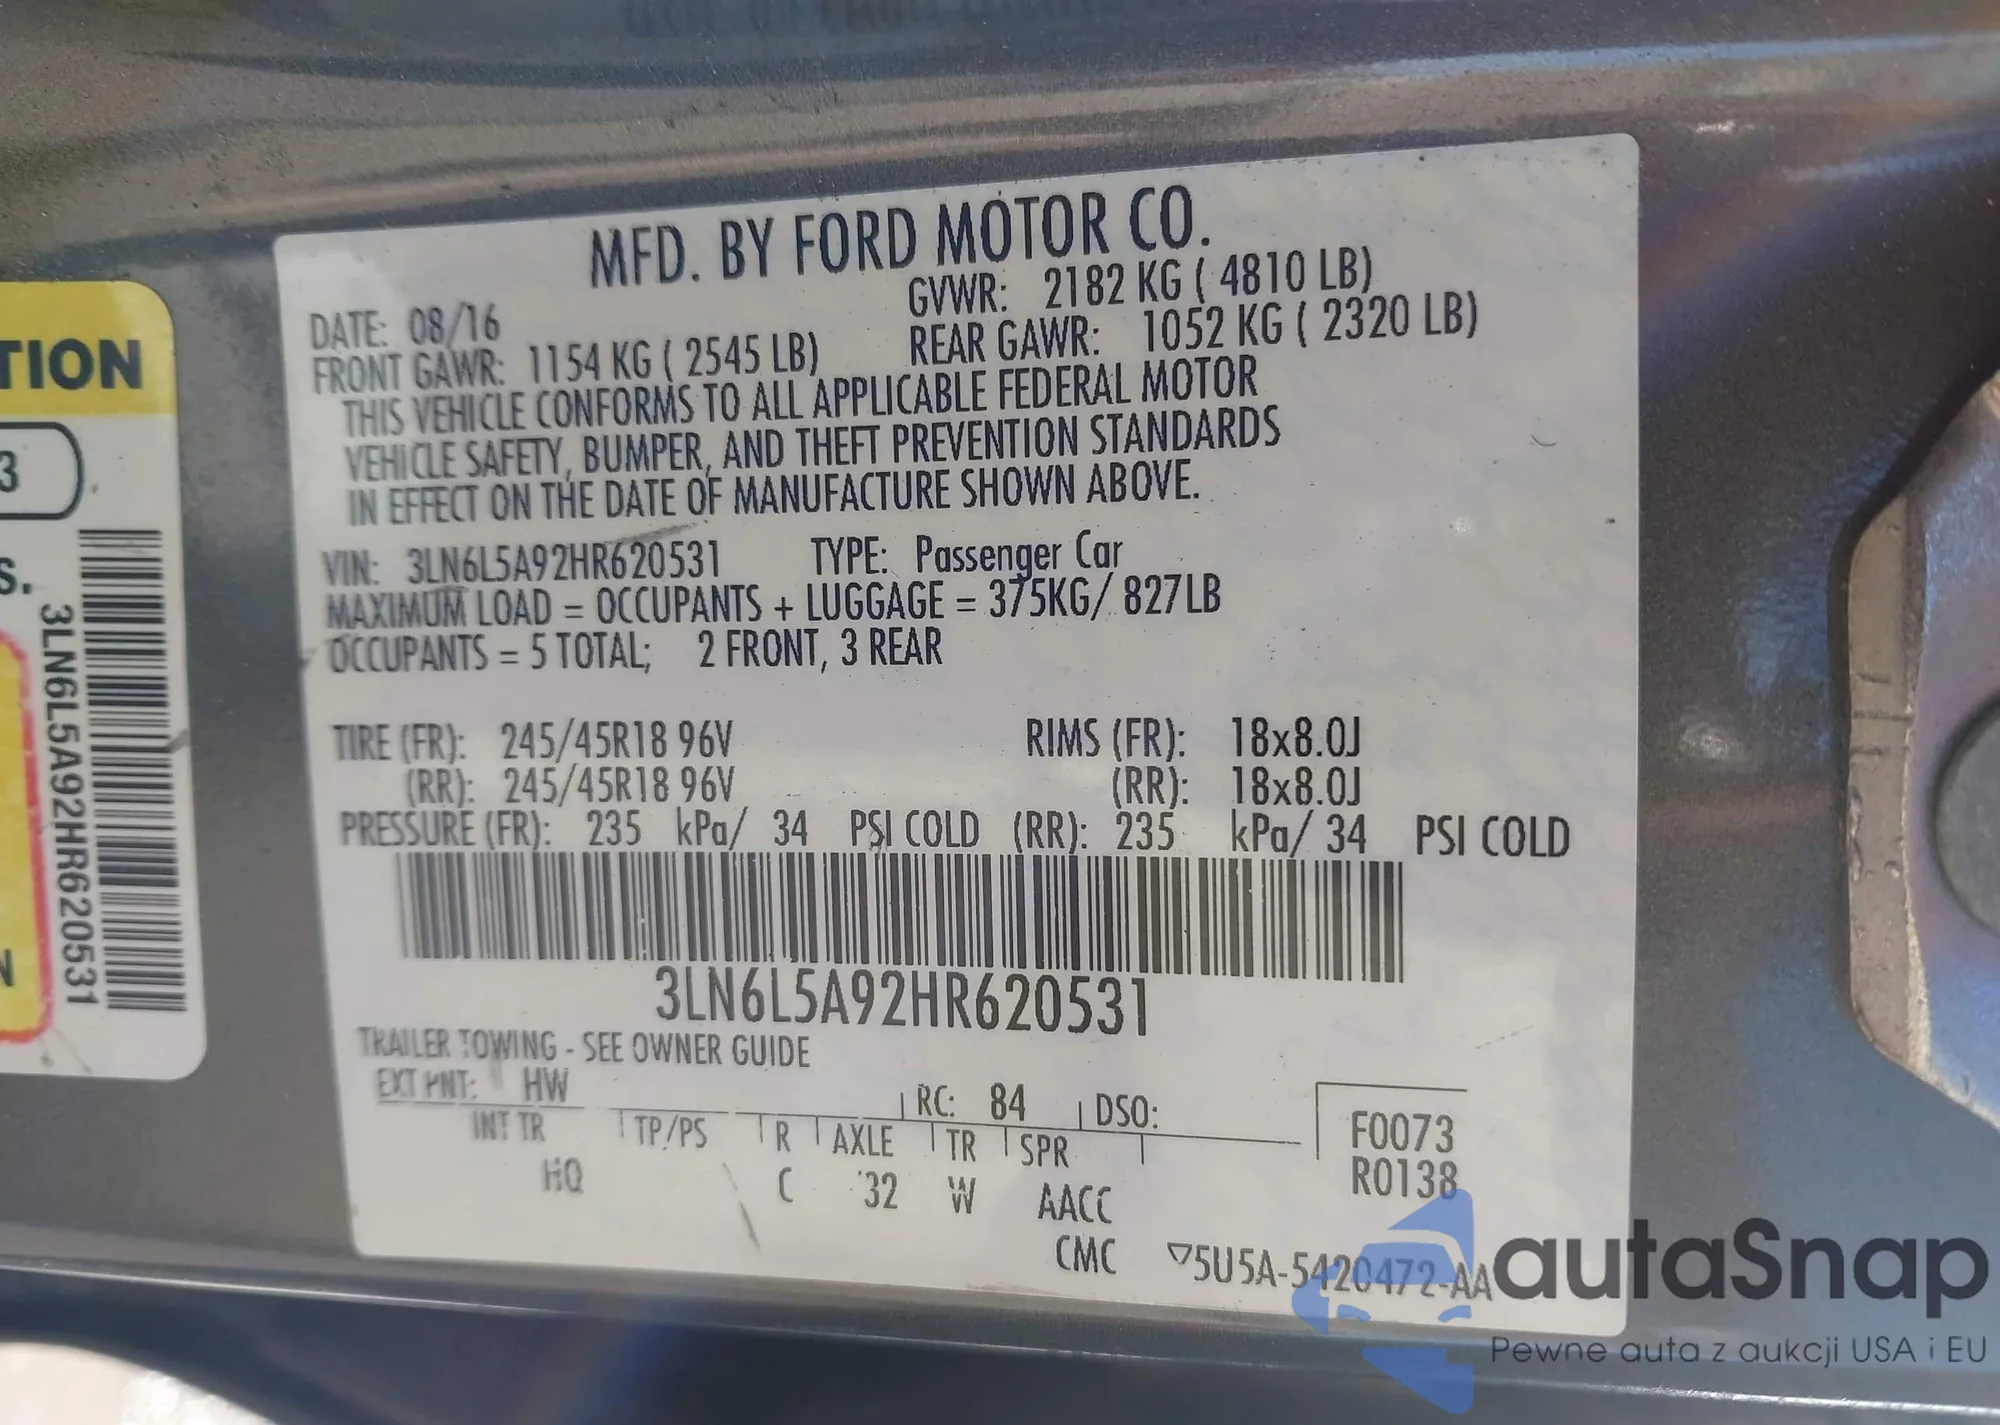 MFD. BY FORD MOTOR CO.
DATE: 08/16 GVWR: 2182 KG ( 4810 LB)
FRONT GAWR: 1154 KG ( 2545 LB) REAR GAWR: 1052 KG ( 2320 LB)
THIS VEHICLE CONFORMS TO ALL APPLICABLE FEDERAL MOTOR
VEHICLE SAFETY, BUMPER, AND THEFT PREVENTION STANDARDS
IN EFFECT ON THE DATE OF MANUFACTURE SHOWN ABOVE.
VIN: 3LN6L5A92HR620531 TYPE: Passenger Car
MAXIMUM LOAD = OCCUPANTS + LUGGAGE = 375KG/ 827LB
OCCUPANTS = 5 TOTAL; 2 FRONT, 3 REAR
TIRE (FR): 245/45R18 96V RIMS (FR): 18x8.0J
(RR): 245/45R18 96V (RR): 18x8.0J
PRESSURE (FR): 235 kPa/ 34 PSI COLD (RR): 235 kPa/ 34 PSI COLD
3LN6L5A92HR620531
TRAILER TOWING - SEE OWNER GUIDE
EXT PNT: HW RC: 84 DSO:
INT TR TP/PS R AXLE TR SPR
HQ C 32 W AACC
F0073
R0138
CMC ▽5U5A-5420472-AA
TION
3
S.
3LN6L5A92HR620531
N
autaSnap
Pewne auta z aukcji USA i EU